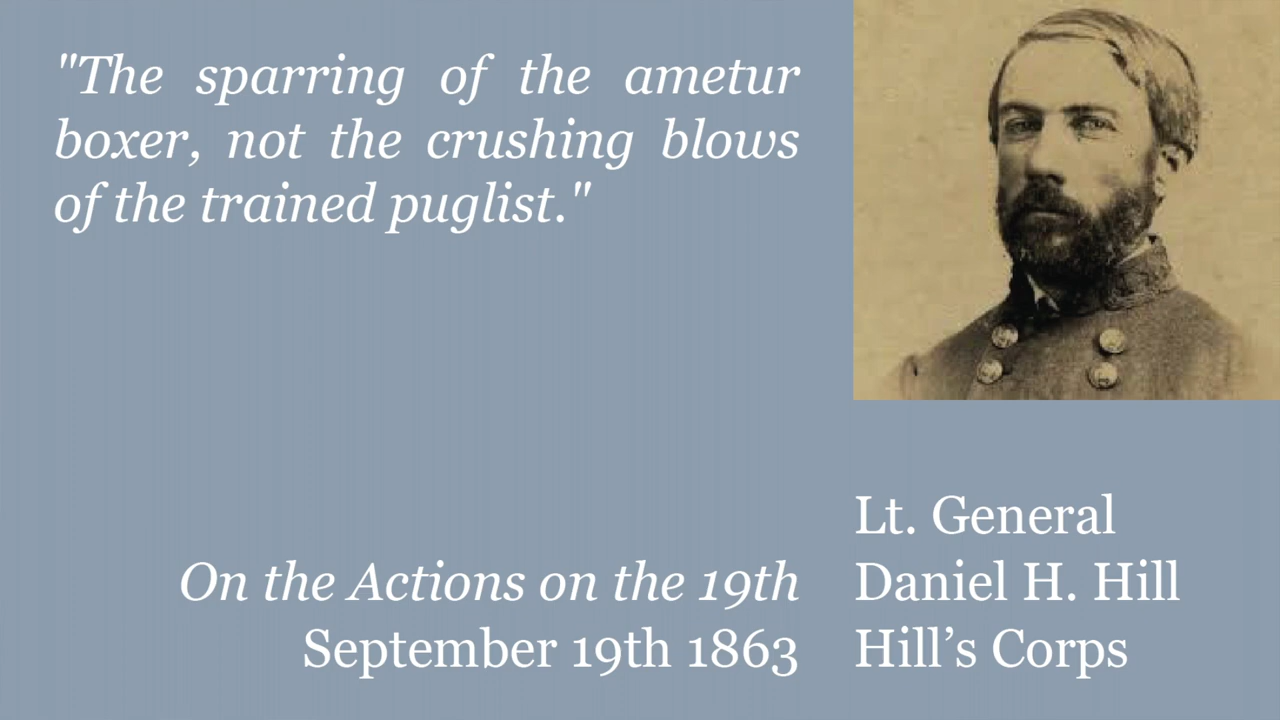 "The sparring of the ametur
boxer, not the crushing blows
of the trained puglist."
On the Actions on the 19th
September 19th 1863
Lt. General
Daniel H. Hill
Hill’s Corps